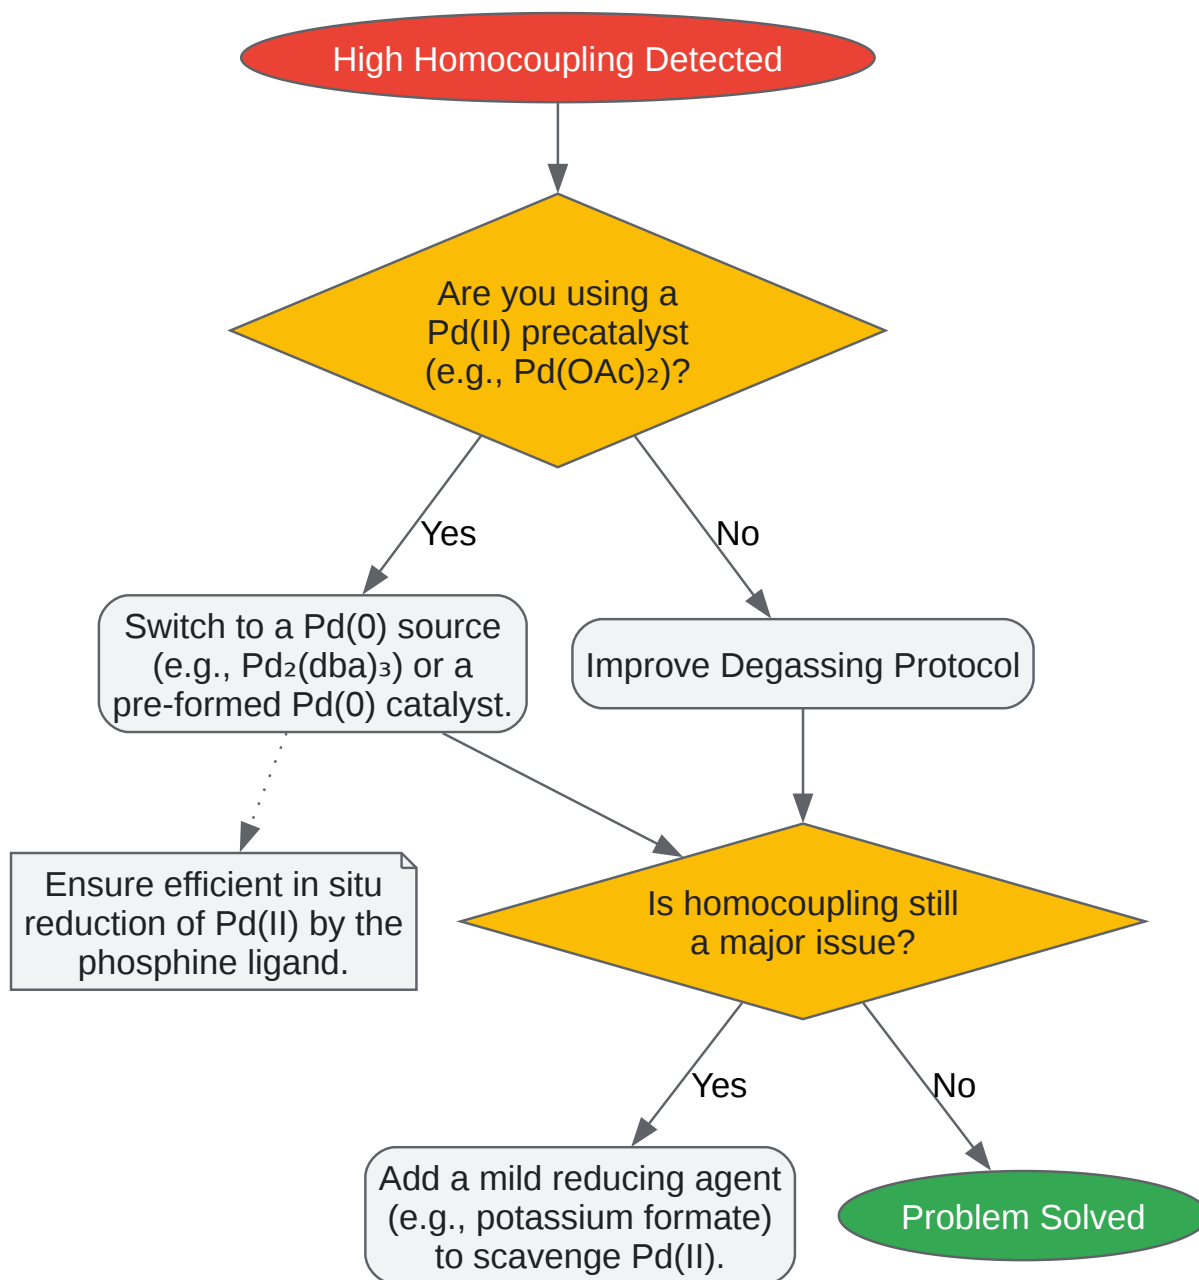 High Homocoupling Detected
Are you using a
Pd(II) precatalyst
(e.g., Pd(OAc)₂)?
Yes
No
Switch to a Pd(0) source
(e.g., Pd₂(dba)₃) or a
pre-formed Pd(0) catalyst.
Improve Degassing Protocol
Ensure efficient in situ
reduction of Pd(II) by the
phosphine ligand.
Is homocoupling still
a major issue?
Yes
No
Add a mild reducing agent
(e.g., potassium formate)
to scavenge Pd(II).
Problem Solved